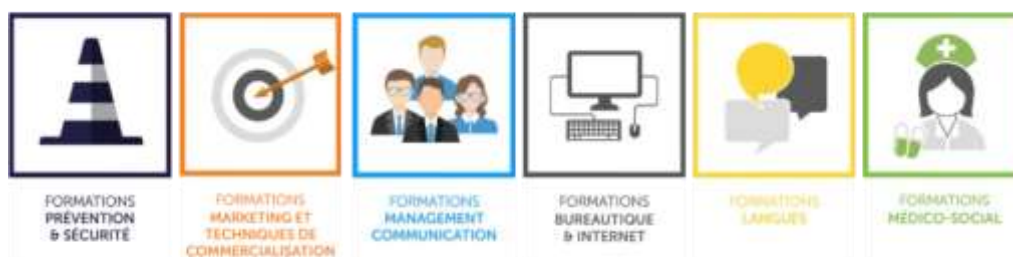 FORMATIONS
PRÉVENTION
& SÉCURITÉ
FORMATIONS
MARKETING ET
TECHNIQUES DE
COMMERCIALISATION
FORMATIONS
MANAGEMENT
COMMUNICATION
FORMATIONS
BUREAUTIQUE
& INTERNET
FORMATIONS
LANGUES
FORMATIONS
MÉDICO-SOCIAL